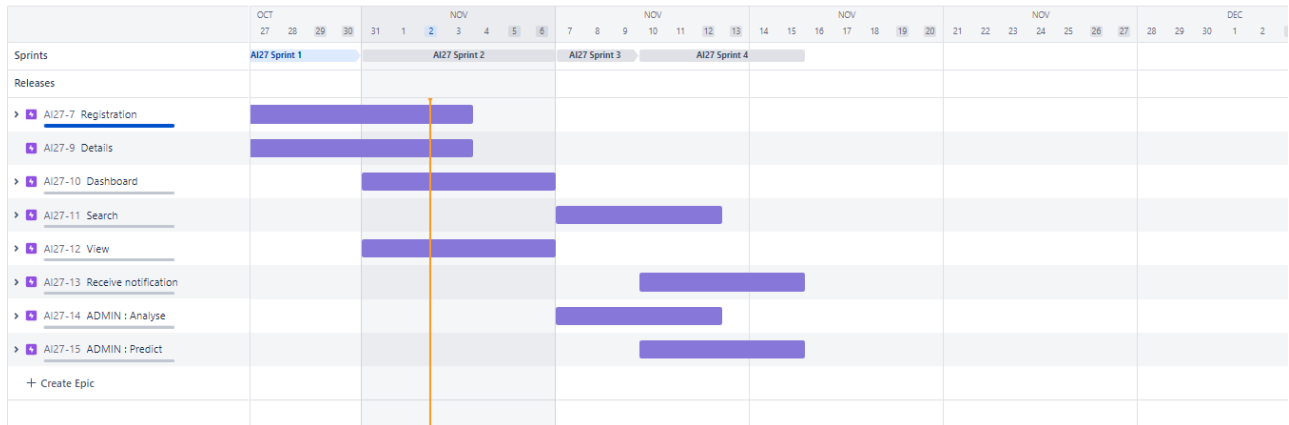 OCT NOV NOV NOV NOV DEC
27 28 29 30 31 1 2 3 4 5 6 7 8 9 10 11 12 13 14 15 16 17 18 19 20 21 22 23 24 25 26 27 28 29 30 1 2
Sprints AI27 Sprint 1 AI27 Sprint 2 AI27 Sprint 3 AI27 Sprint 4
Releases
AI27-7 Registration
AI27-9 Details
AI27-10 Dashboard
AI27-11 Search
AI27-12 View
AI27-13 Receive notification
AI27-14 ADMIN : Analyse
AI27-15 ADMIN : Predict
+ Create Epic